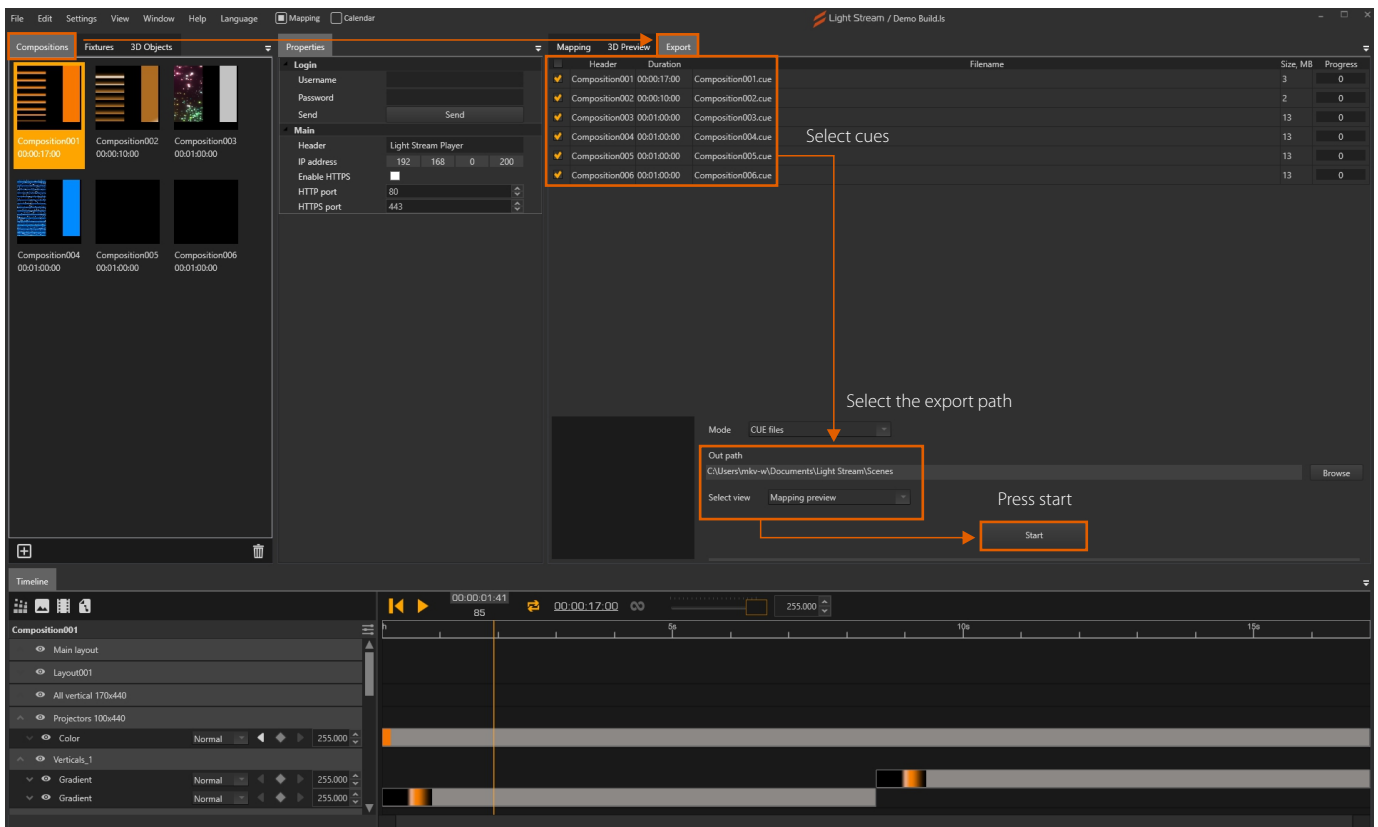 File Edit Settings View Window Help Language Mapping Calendar Light Stream / Demo Build.ls
Compositions Fixtures 3D Objects
Composition001 Composition002 Composition003
00:00:17:00 00:00:10:00 00:01:00:00
Composition004 Composition005 Composition006
00:01:00:00 00:01:00:00 00:01:00:00
Properties
Login
Username
Password
Send Send
Main
Header Light Stream Player
IP address 192 168 0 200
Enable HTTPS
HTTP port 80
HTTPS port 443
Mapping 3D Preview Export
Header Duration Filename Size, MB Progress
Composition001 00:00:17:00 Composition001.cue 3 0
Composition002 00:00:10:00 Composition002.cue 2 0
Composition003 00:01:00:00 Composition003.cue 13 0
Composition004 00:01:00:00 Composition004.cue 13 0
Composition005 00:01:00:00 Composition005.cue 13 0
Composition006 00:01:00:00 Composition006.cue 13 0
Select cues
Select the export path
Mode CUE files
Out path
C:\Users\mkv-w\Documents\Light Stream\Scenes Browse
Select view Mapping preview
Press start
Start
Timeline
00:00:01:41
85
00:00:17:00
255.000
Composition001
h 5s 10s 15s
Main layout
Layout001
All vertical 170x440
Projectors 100x440
Color Normal 255.000
Verticals_1
Gradient Normal 255.000
Gradient Normal 255.000